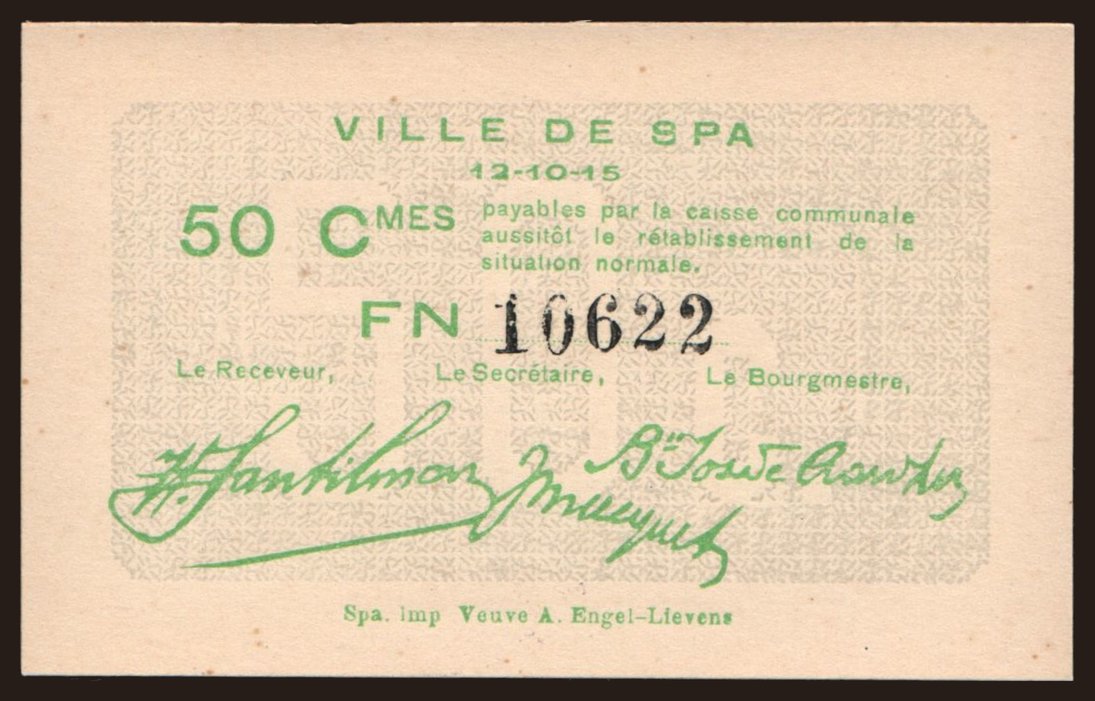 VILLE DE SPA
12-10-15
50 CMES payables par la caisse communale
aussitôt le rétablissement de la
situation normale.
FN 10622
Le Receveur, Le Secrétaire, Le Bourgmestre,
Spa. Imp Veuve A. Engel-Lievens